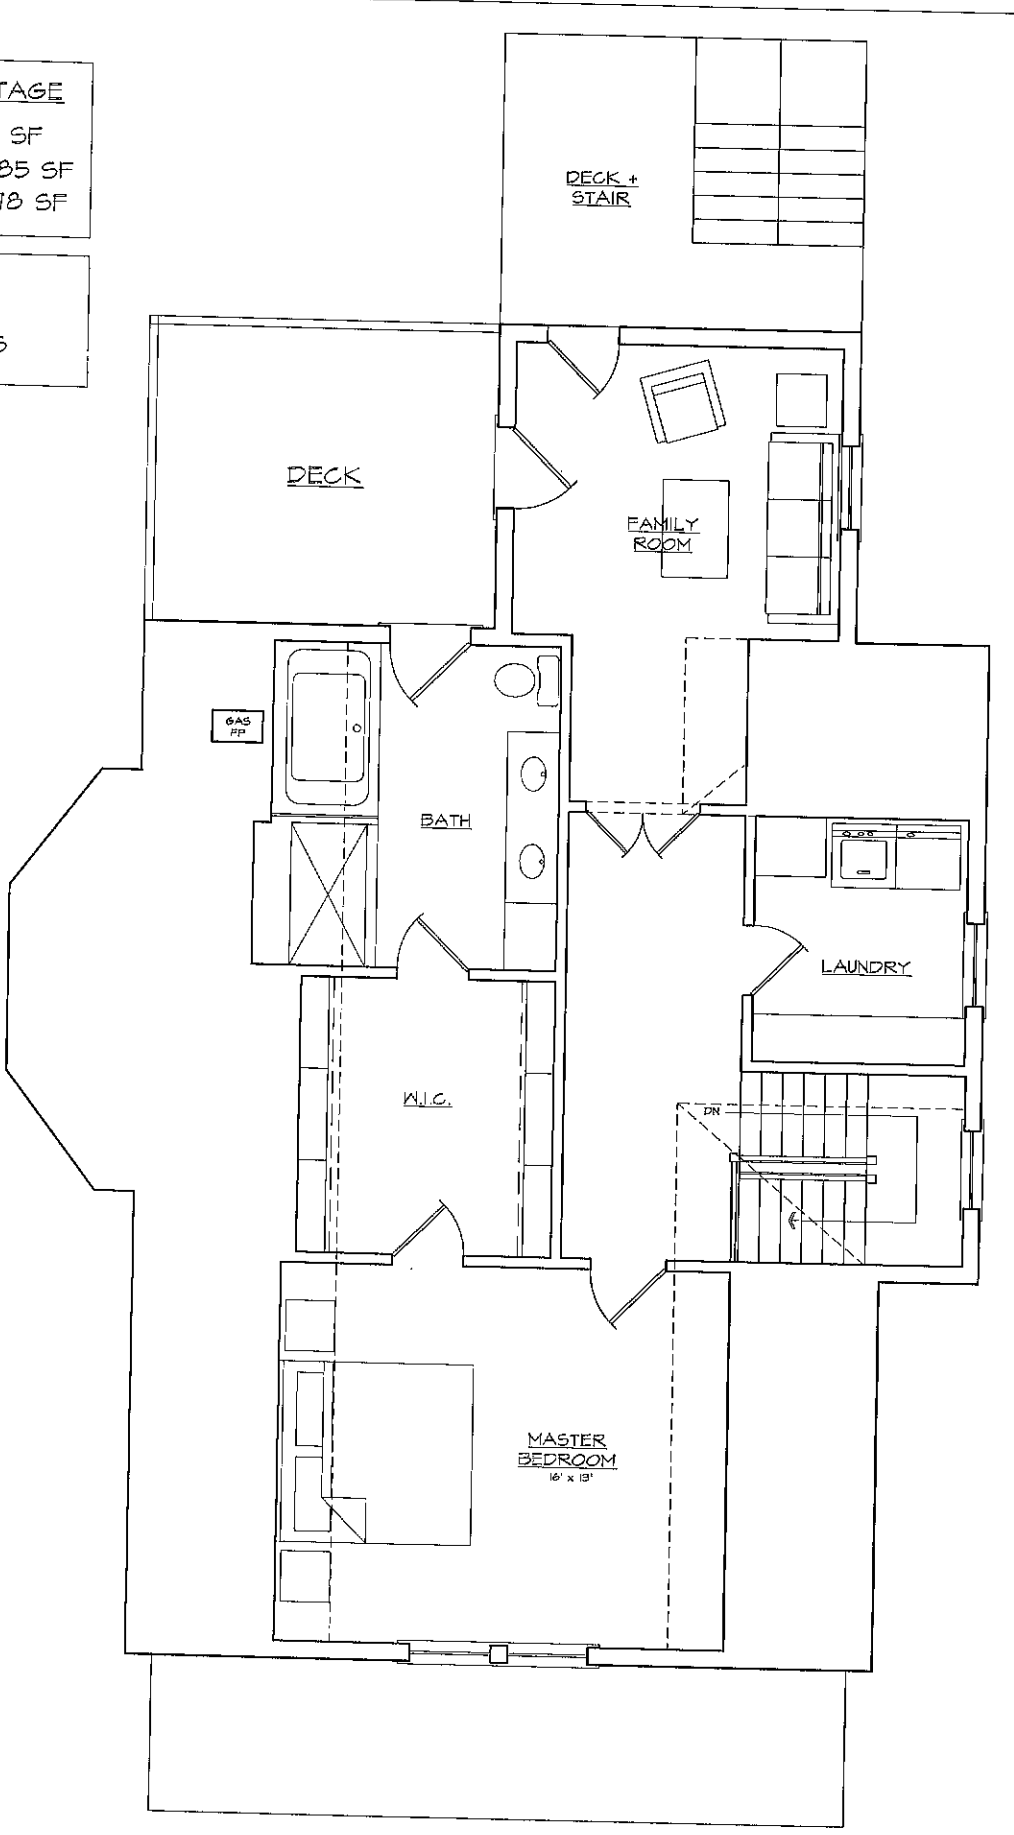 TAGE
SF
85 SF
78 SF
S
DECK +
STAIR
DECK
FAMILY
ROOM
GAS
FP
BATH
LAUNDRY
W.I.C.
DN
MASTER
BEDROOM
16' x 13'